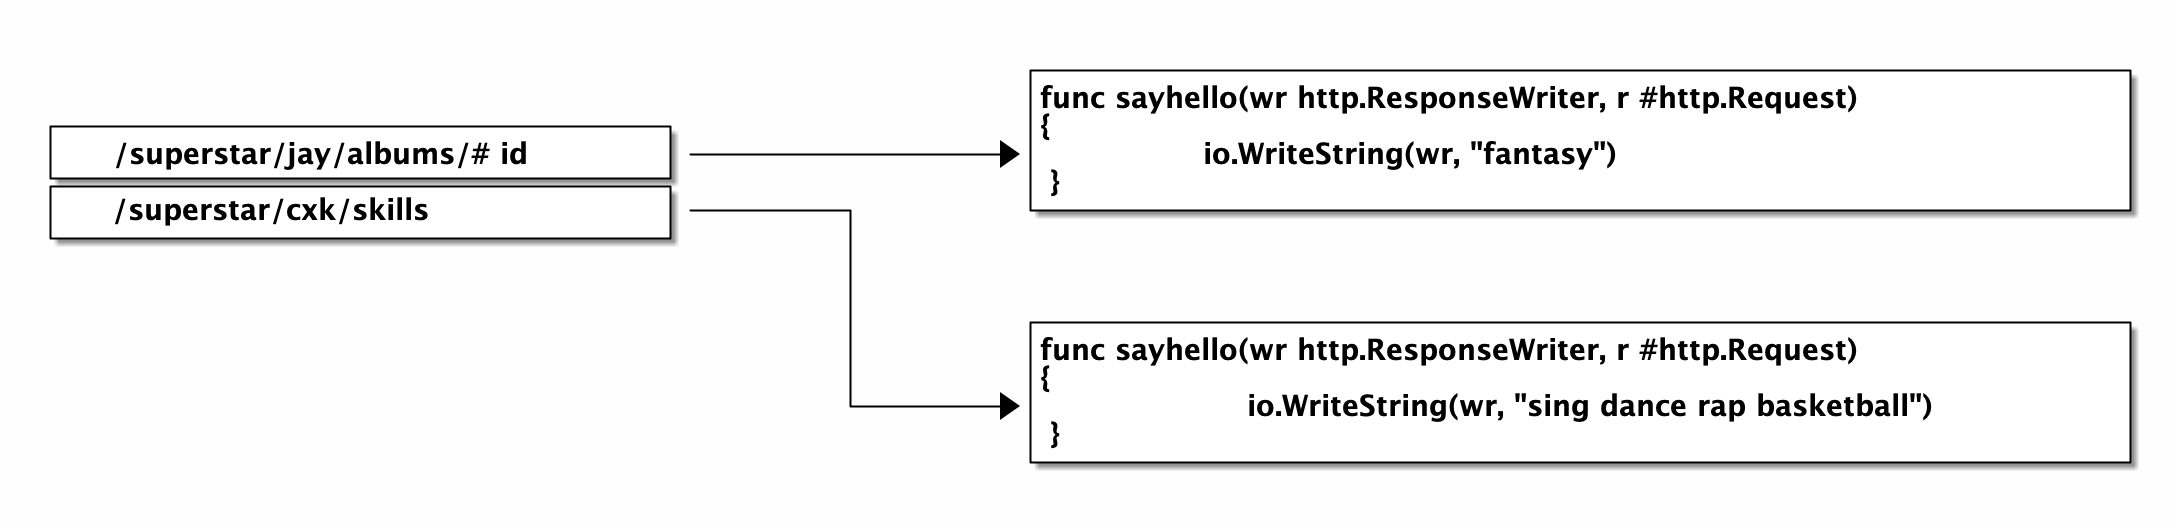 /superstar/jay/albums/# id
/superstar/cxk/skills
func sayhello(wr http.ResponseWriter, r #http.Request)
{
io.WriteString(wr, "fantasy")
}
func sayhello(wr http.ResponseWriter, r #http.Request)
{
io.WriteString(wr, "sing dance rap basketball")
}